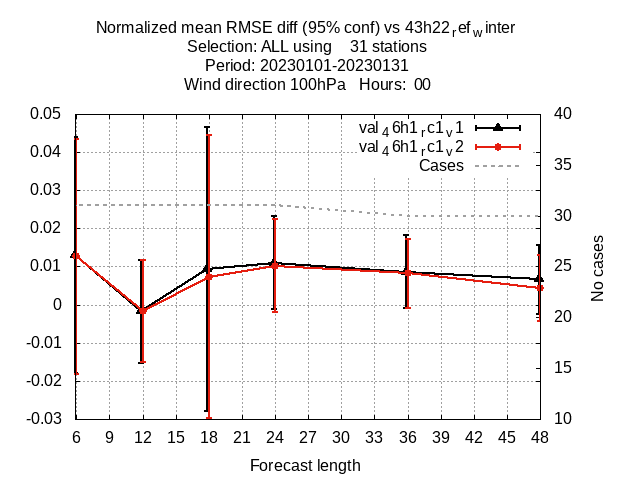 Normalized mean RMSE diff (95% conf) vs 43h22refwinter
Selection: ALL using 31 stations
Period: 20230101-20230131
Wind direction 100hPa Hours: 00
0.05
0.04
0.03
0.02
0.01
0
-0.01
-0.02
-0.03
40
35
30
25
20
15
10
val46h1rc1v1
val46h1rc1v2
Cases
No cases
6 9 12 15 18 21 24 27 30 33 36 39 42 45 48
Forecast length